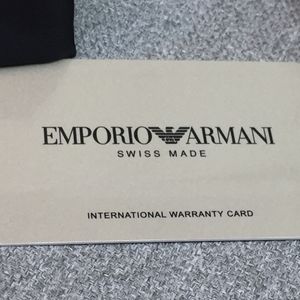 EMPORIO ARMANI
SWISS MADE
INTERNATIONAL WARRANTY CARD